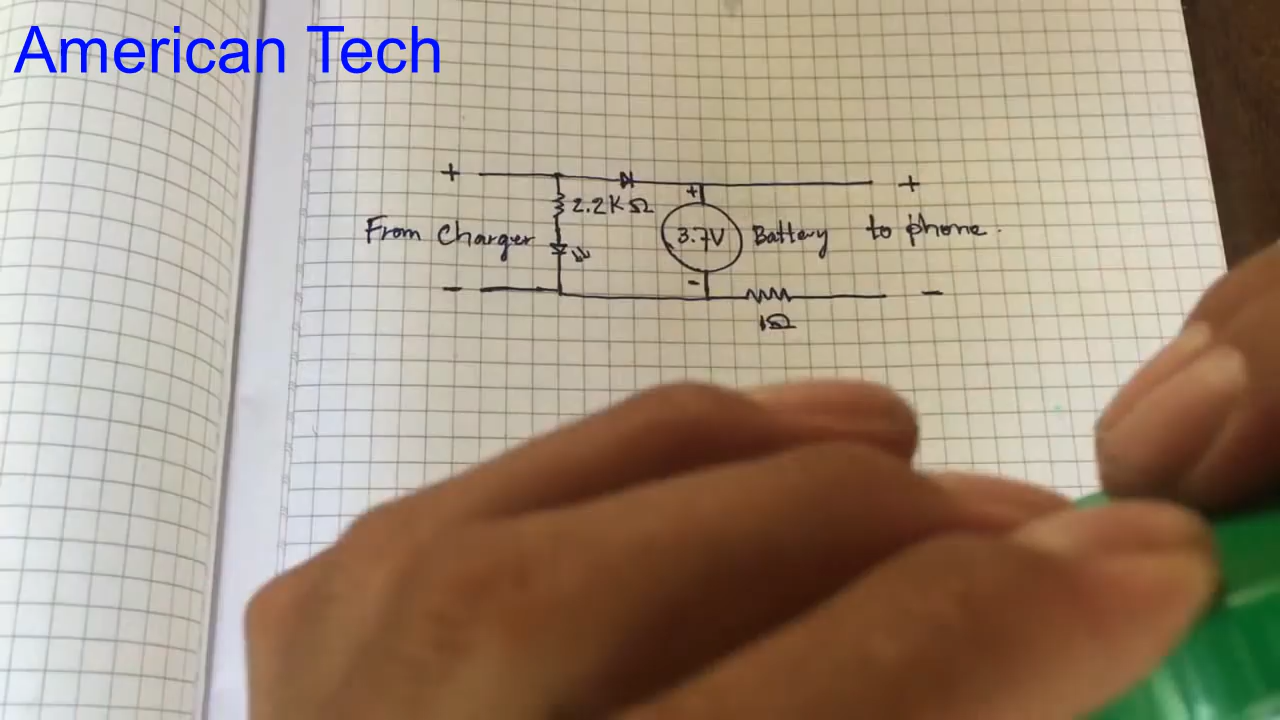 American Tech
+ +
2.2KΩ +
From Charger 3.7V Battery to phone.
- - -
1Ω